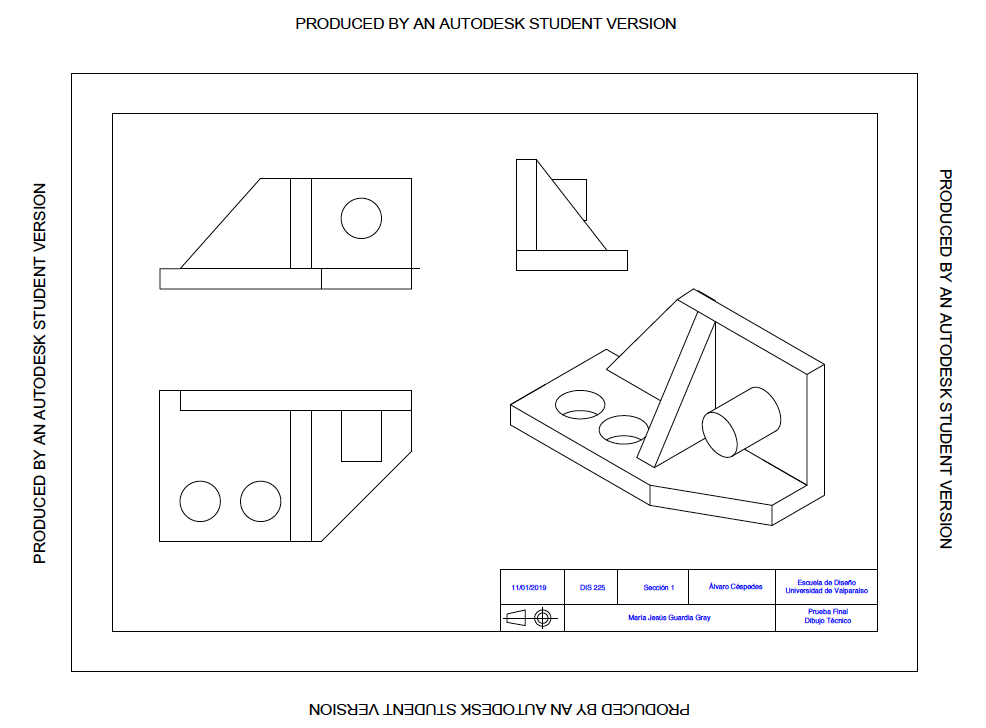 PRODUCED BY AN AUTODESK STUDENT VERSION
PRODUCED BY AN AUTODESK STUDENT VERSION
PRODUCED BY AN AUTODESK STUDENT VERSION
11/01/2019
DIS 225
Sección 1
Álvaro Céspedes
Escuela de Diseño
Universidad de Valparaiso
María Jesús Guardia Gray
Prueba Final
Dibujo Técnico
PRODUCED BY AN AUTODESK STUDENT VERSION